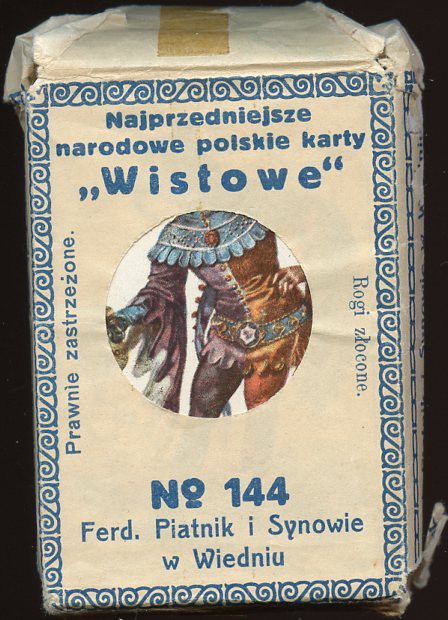 Najprzedniejsze
narodowe polskie karty
„Wistowe“
Prawnie zastrzeżone.
Rogi złocone.
Nº 144
Ferd. Piatnik i Synowie
w Wiedniu